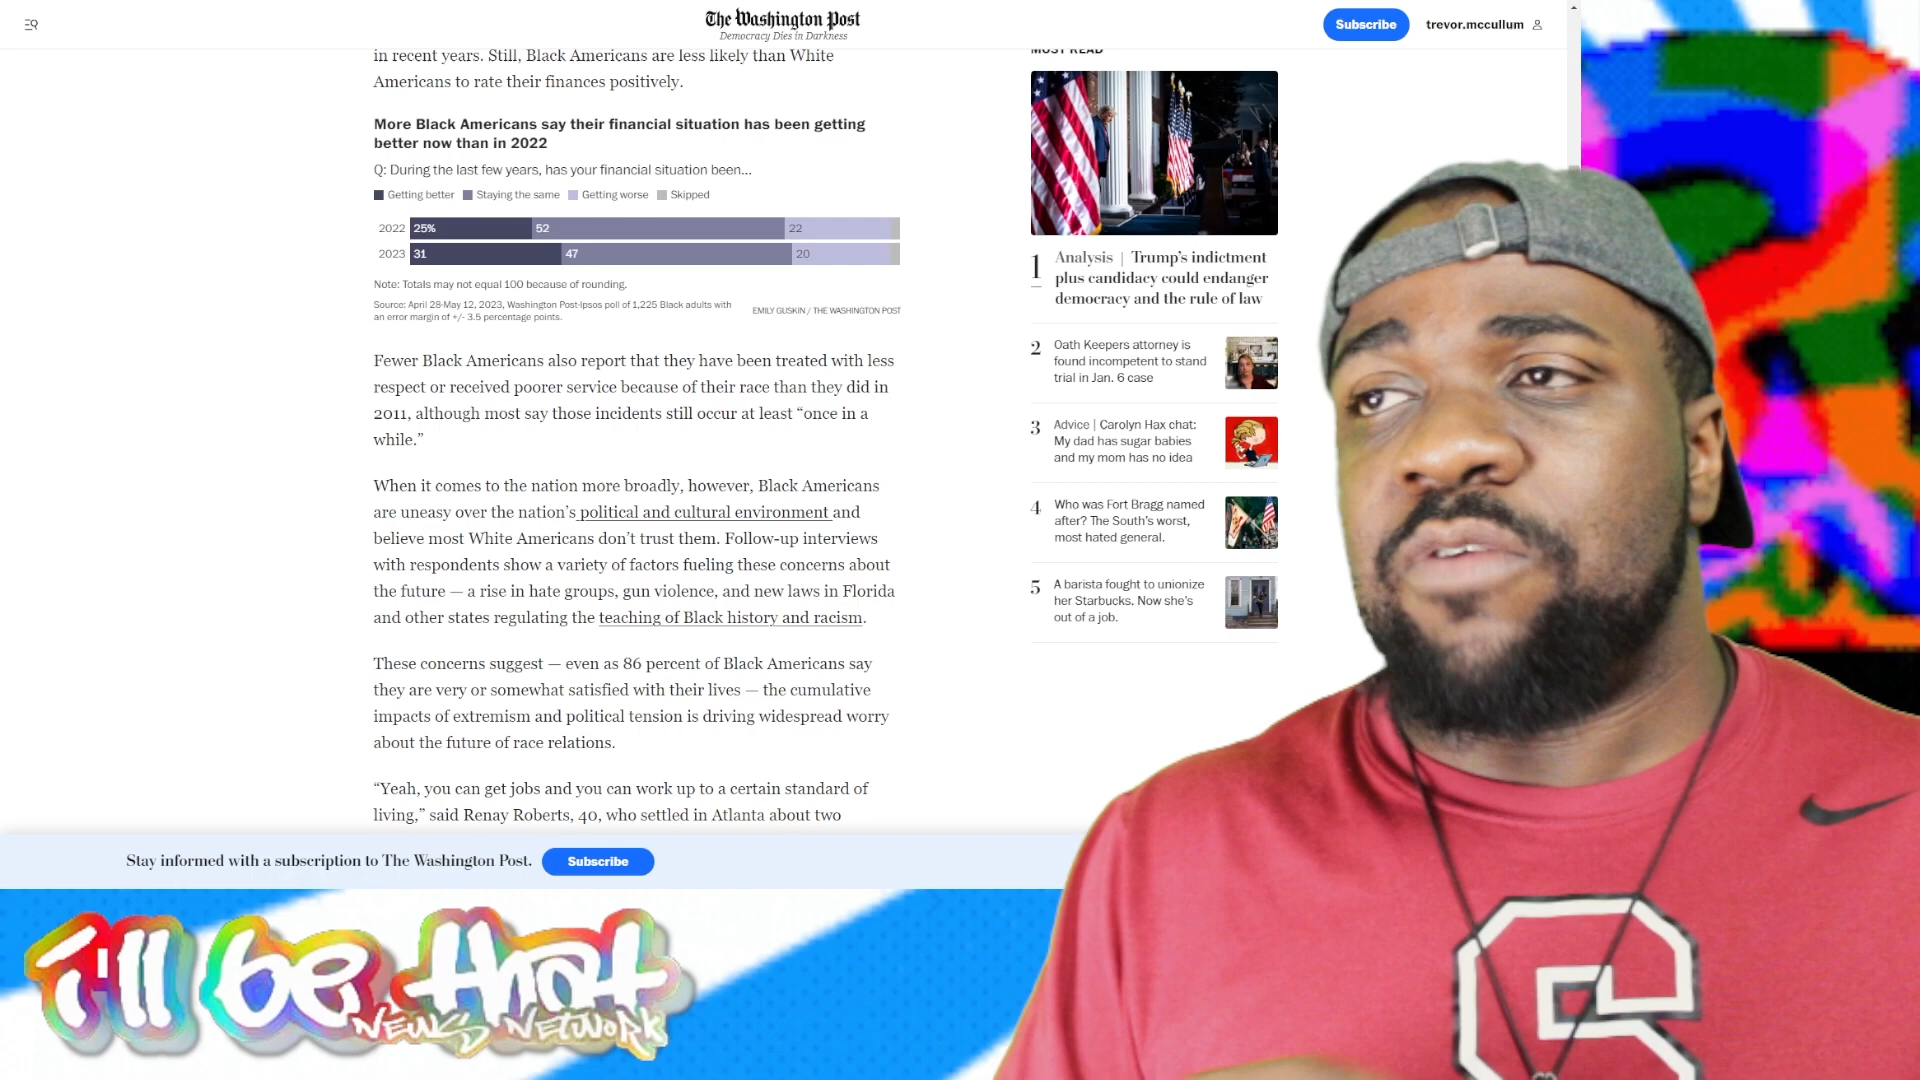 The Washington Post
Democracy Dies in Darkness
Subscribe
trevor.mccullum
in recent years. Still, Black Americans are less likely than White
Americans to rate their finances positively.
More Black Americans say their financial situation has been getting
better now than in 2022
Q: During the last few years, has your financial situation been...
Getting better Staying the same Getting worse Skipped
2022 25% 52 22
2023 31 47 20
Note: Totals may not equal 100 because of rounding.
Source: April 28-May 12, 2023, Washington Post-Ipsos poll of 1,225 Black adults with
an error margin of +/- 3.5 percentage points.
EMILY GUSKIN / THE WASHINGTON POST
Fewer Black Americans also report that they have been treated with less
respect or received poorer service because of their race than they did in
2011, although most say those incidents still occur at least “once in a
while.”
When it comes to the nation more broadly, however, Black Americans
are uneasy over the nation’s political and cultural environment and
believe most White Americans don’t trust them. Follow-up interviews
with respondents show a variety of factors fueling these concerns about
the future — a rise in hate groups, gun violence, and new laws in Florida
and other states regulating the teaching of Black history and racism.
These concerns suggest — even as 86 percent of Black Americans say
they are very or somewhat satisfied with their lives — the cumulative
impacts of extremism and political tension is driving widespread worry
about the future of race relations.
“Yeah, you can get jobs and you can work up to a certain standard of
living,” said Renay Roberts, 40, who settled in Atlanta about two
MOST READ
1 Analysis | Trump’s indictment
plus candidacy could endanger
democracy and the rule of law
2 Oath Keepers attorney is
found incompetent to stand
trial in Jan. 6 case
3 Advice | Carolyn Hax chat:
My dad has sugar babies
and my mom has no idea
4 Who was Fort Bragg named
after? The South’s worst,
most hated general.
5 A barista fought to unionize
her Starbucks. Now she’s
out of a job.
Stay informed with a subscription to The Washington Post.
Subscribe
i'll be that
NEWS NETWORK